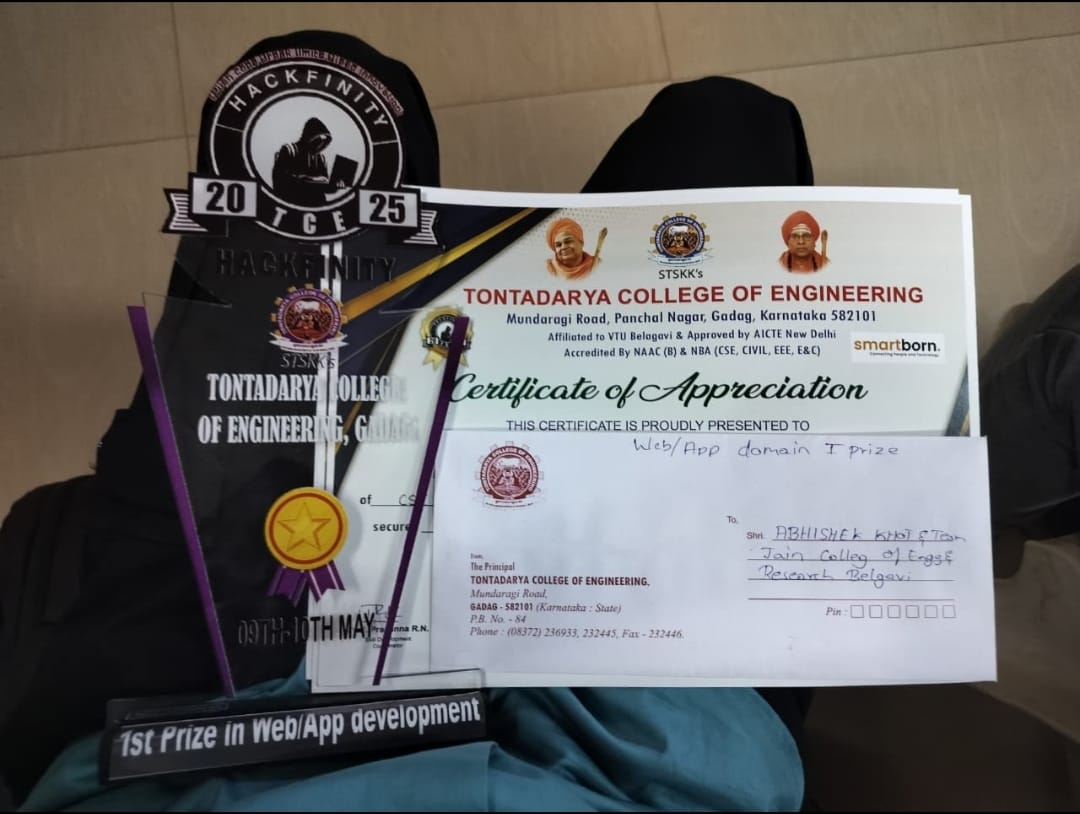 HACKFINITY
20 25
TCE
HACKFINITY
STSKK's
TONTADARYA COLLEGE
OF ENGINEERING, GADAG
09TH-10TH MAY
1st Prize in Web/App development
STSKK's
TONTADARYA COLLEGE OF ENGINEERING
Mundaragi Road, Panchal Nagar, Gadag, Karnataka 582101
Affiliated to VTU Belagavi & Approved by AICTE New Delhi
Accredited By NAAC (B) & NBA (CSE, CIVIL, EEE, E&C)
smartborn.
Connecting People and Technology
Certificate of Appreciation
THIS CERTIFICATE IS PROUDLY PRESENTED TO
of CS
secure
R.N.
Web/App domain I prize
To,
Shri. ABHISHEK KHOT & Team
Jain College of Engg &
Research Belgavi
Pin :
From,
The Principal
TONTADARYA COLLEGE OF ENGINEERING.
Mundaragi Road,
GADAG - 582101 (Karnataka : State)
P.B. No. - 84
Phone : (08372) 236933, 232445, Fax - 232446.